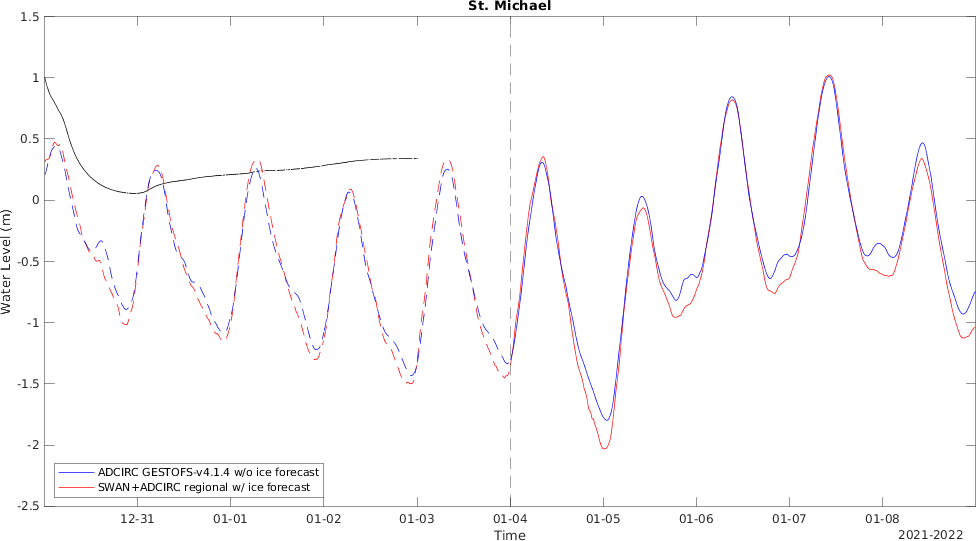 St. Michael
1.5
1
0.5
0
-0.5
-1
-1.5
-2
-2.5
Water Level (m)
ADCIRC GESTOFS-v4.1.4 w/o ice forecast
SWAN+ADCIRC regional w/ ice forecast
12-31 01-01 01-02 01-03 01-04 01-05 01-06 01-07 01-08
Time
2021-2022